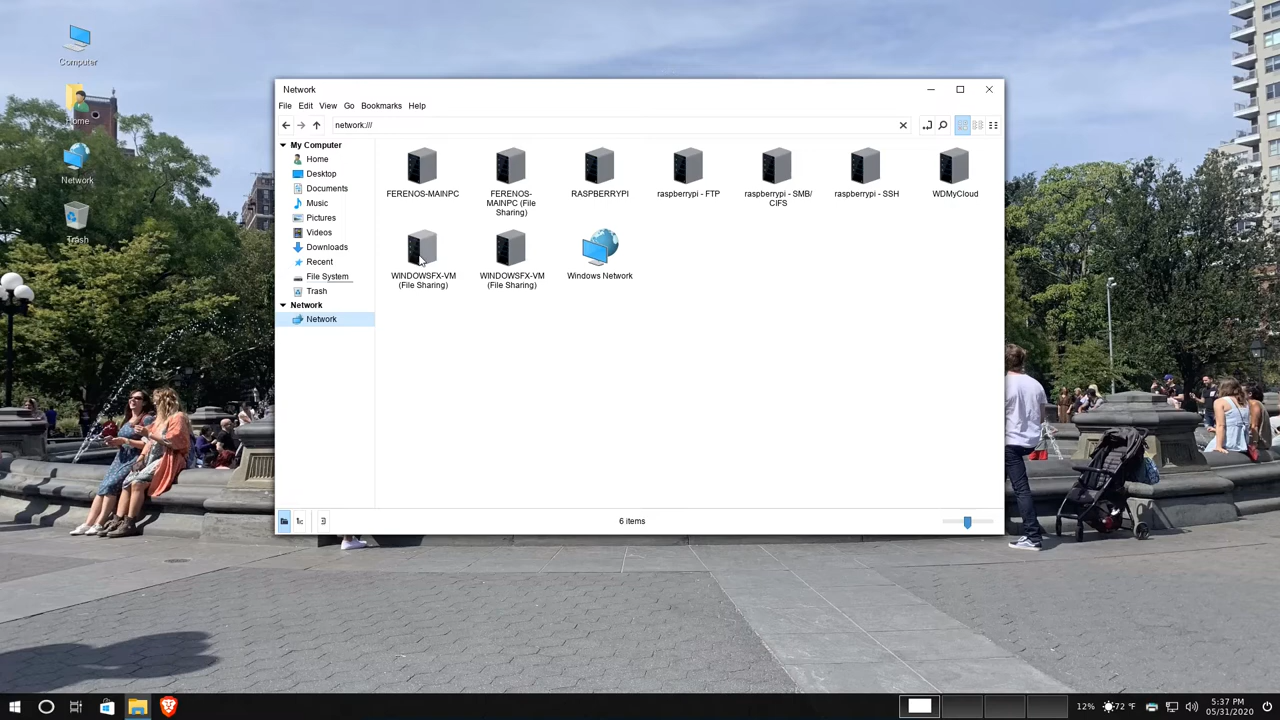 Computer
Home
Network
Trash
Network
File Edit View Go Bookmarks Help
network:///
My Computer
Home
Desktop
Documents
Music
Pictures
Videos
Downloads
Recent
File System
Trash
Network
Network
FERENOS-MAINPC
FERENOS-
MAINPC (File
Sharing)
RASPBERRYPI
raspberrypi - FTP
raspberrypi - SMB/
CIFS
raspberrypi - SSH
WDMyCloud
WINDOWSFX-VM
(File Sharing)
WINDOWSFX-VM
(File Sharing)
Windows Network
6 items
12%
72 °F
5:37 PM
05/31/2020